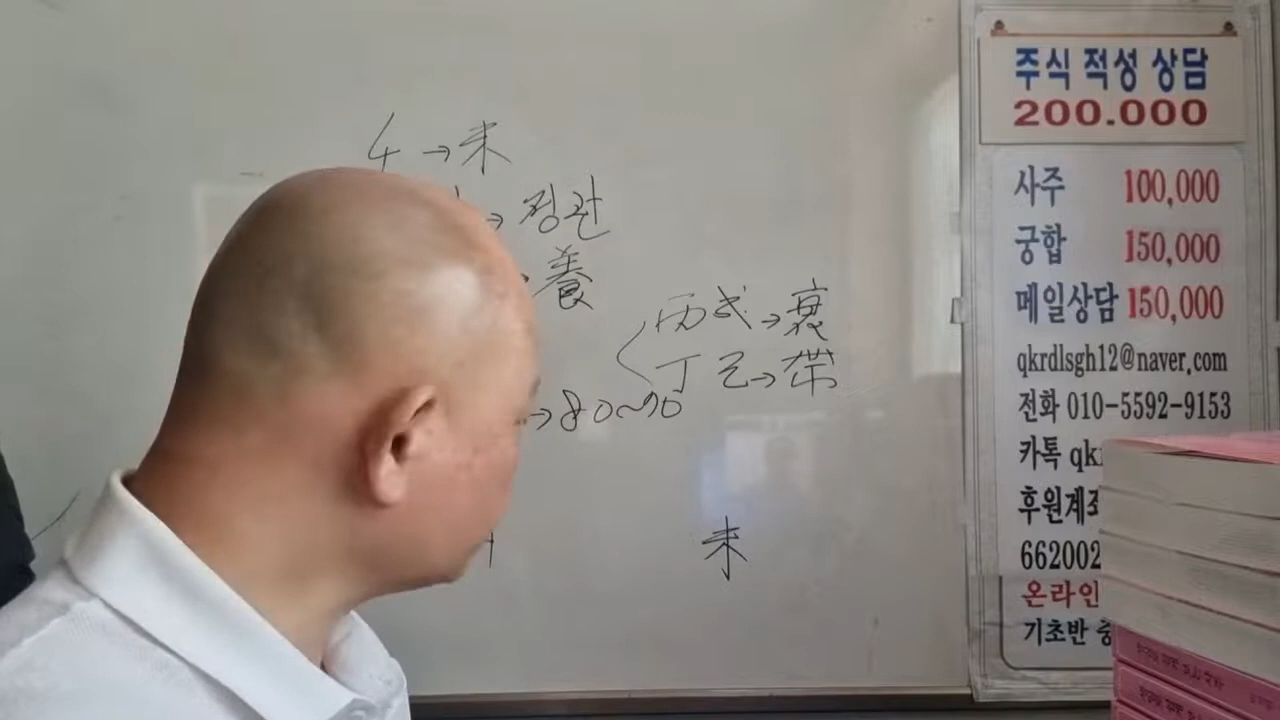 →未
→정관
養
丙戊→衰
丁己→帶
→80~90
未
주식 적성 상담
200.000
사주 100,000
궁합 150,000
메일상담 150,000
qkrdlsgh12@naver.com
전화 010-5592-9153
카톡
후원계좌
662002
온라인
기초반